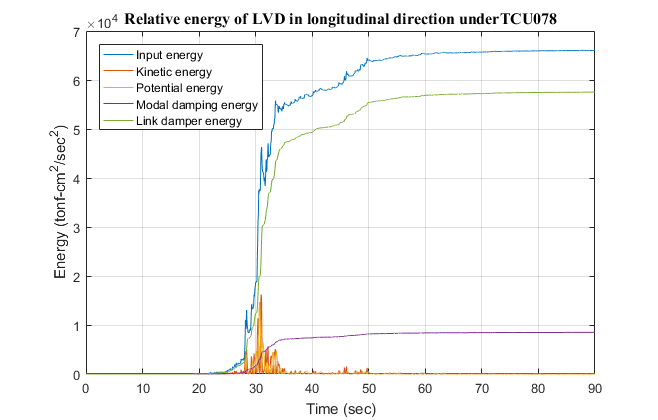 ×10⁴
Relative energy of LVD in longitudinal direction underTCU078
7
6
5
4
3
2
1
0
Energy (tonf-cm²/sec²)
Input energy
Kinetic energy
Potential energy
Modal damping energy
Link damper energy
0 10 20 30 40 50 60 70 80 90
Time (sec)